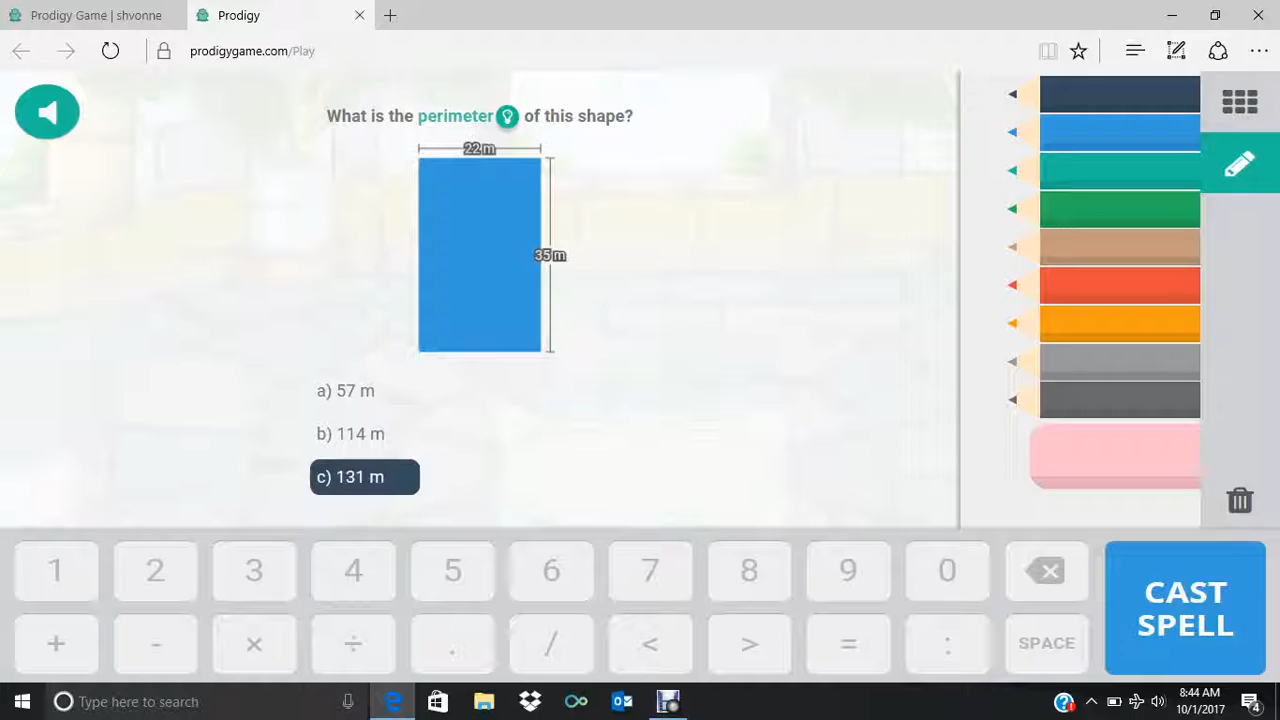 Prodigy Game | shvonne
Prodigy
prodigygame.com/Play
What is the perimeter of this shape?
22 m
35 m
a) 57 m
b) 114 m
c) 131 m
1 2 3 4 5 6 7 8 9 0
+ - × ÷ . / < > = : SPACE
CAST
SPELL
Type here to search
8:44 AM
10/1/2017
4